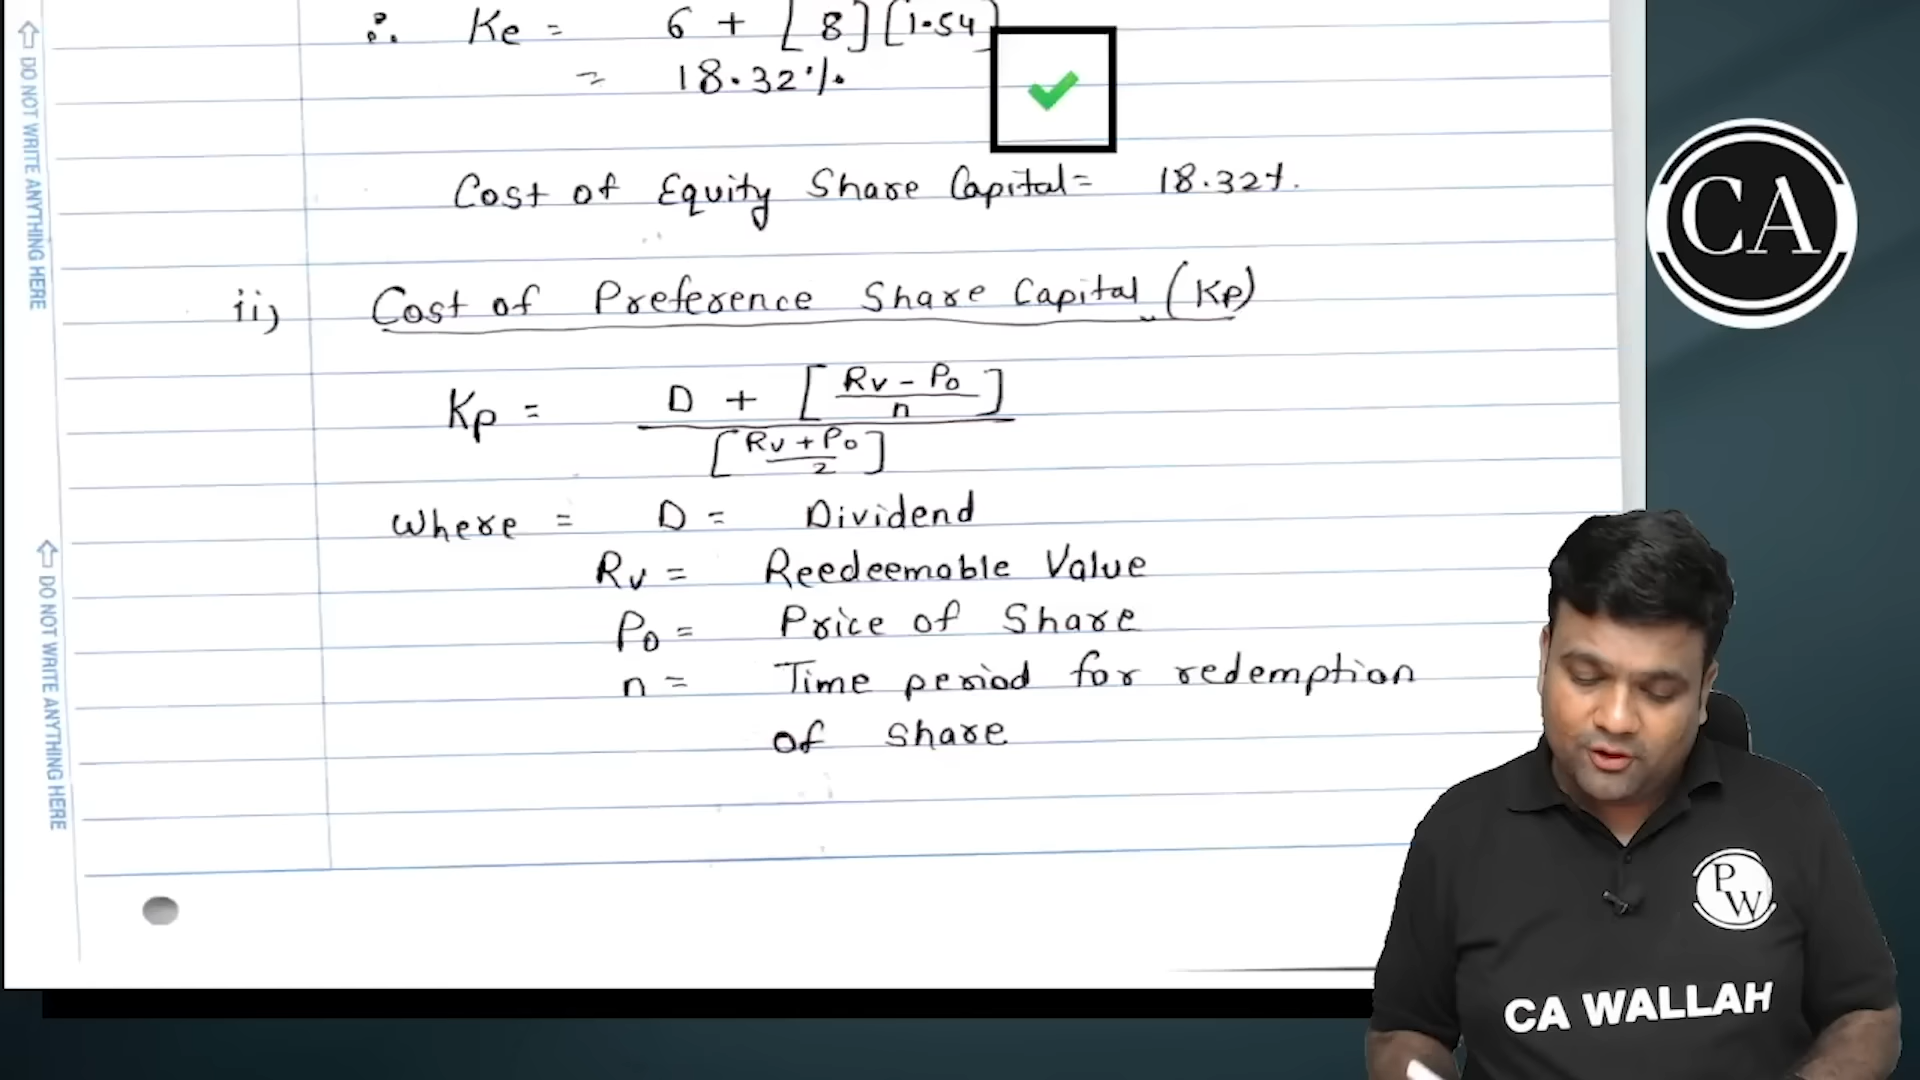 ∴ Ke = 6 + [8][1.54]
= 18.32%
Cost of Equity Share Capital = 18.32%.
ii) Cost of Preference Share Capital (Kp)
Kp = D + [Rv - Po / n] / [Rv + Po / 2]
Where = D = Dividend
Rv = Reedeemable Value
Po = Price of Share
n = Time period for redemption
of share
DO NOT WRITE ANYTHING HERE
DO NOT WRITE ANYTHING HERE
CA
PW
CA WALLAH